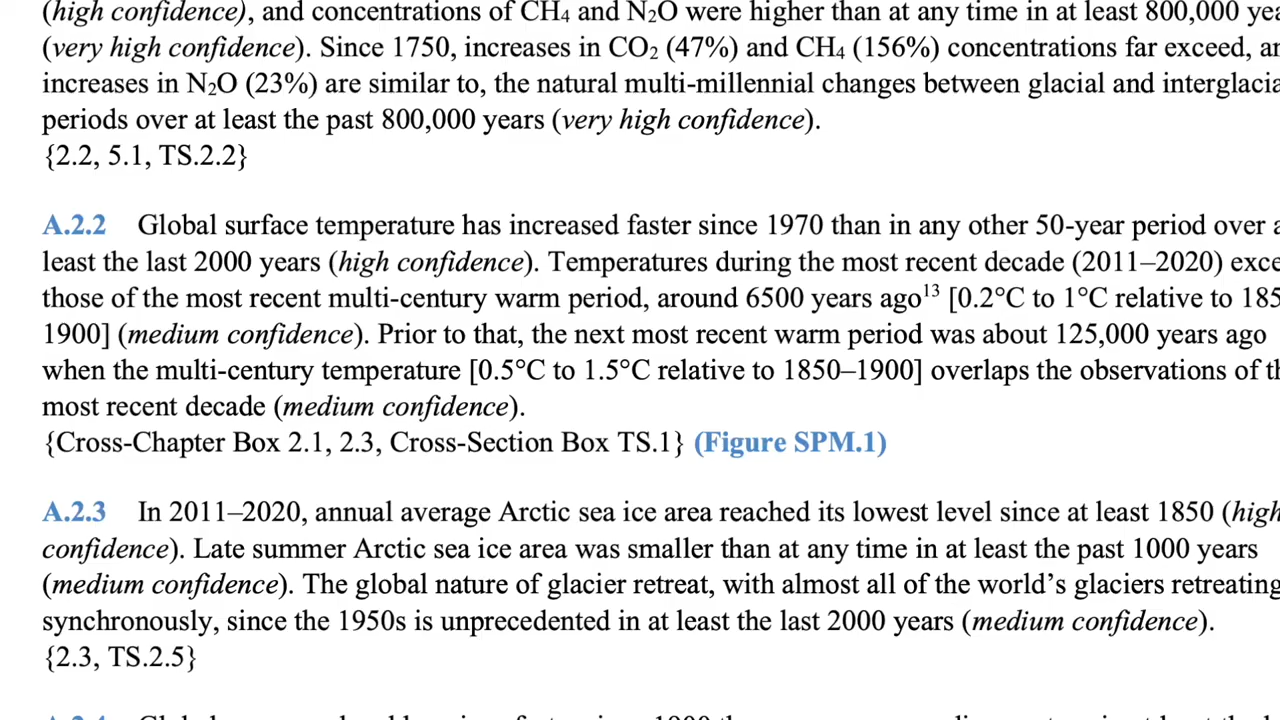 (high confidence), and concentrations of CH₄ and N₂O were higher than at any time in at least 800,000
(very high confidence). Since 1750, increases in CO₂ (47%) and CH₄ (156%) concentrations far exceed,
increases in N₂O (23%) are similar to, the natural multi-millennial changes between glacial and
periods over at least the past 800,000 years (very high confidence).
{2.2, 5.1, TS.2.2}
A.2.2 Global surface temperature has increased faster since 1970 than in any other 50-year period over
least the last 2000 years (high confidence). Temperatures during the most recent decade (2011–2020)
those of the most recent multi-century warm period, around 6500 years ago¹³ [0.2°C to 1°C relative to
1900] (medium confidence). Prior to that, the next most recent warm period was about 125,000 years ago
when the multi-century temperature [0.5°C to 1.5°C relative to 1850–1900] overlaps the observations of
most recent decade (medium confidence).
{Cross-Chapter Box 2.1, 2.3, Cross-Section Box TS.1} (Figure SPM.1)
A.2.3 In 2011–2020, annual average Arctic sea ice area reached its lowest level since at least 1850 (high
confidence). Late summer Arctic sea ice area was smaller than at any time in at least the past 1000 years
(medium confidence). The global nature of glacier retreat, with almost all of the world’s glaciers retreating
synchronously, since the 1950s is unprecedented in at least the last 2000 years (medium confidence).
{2.3, TS.2.5}